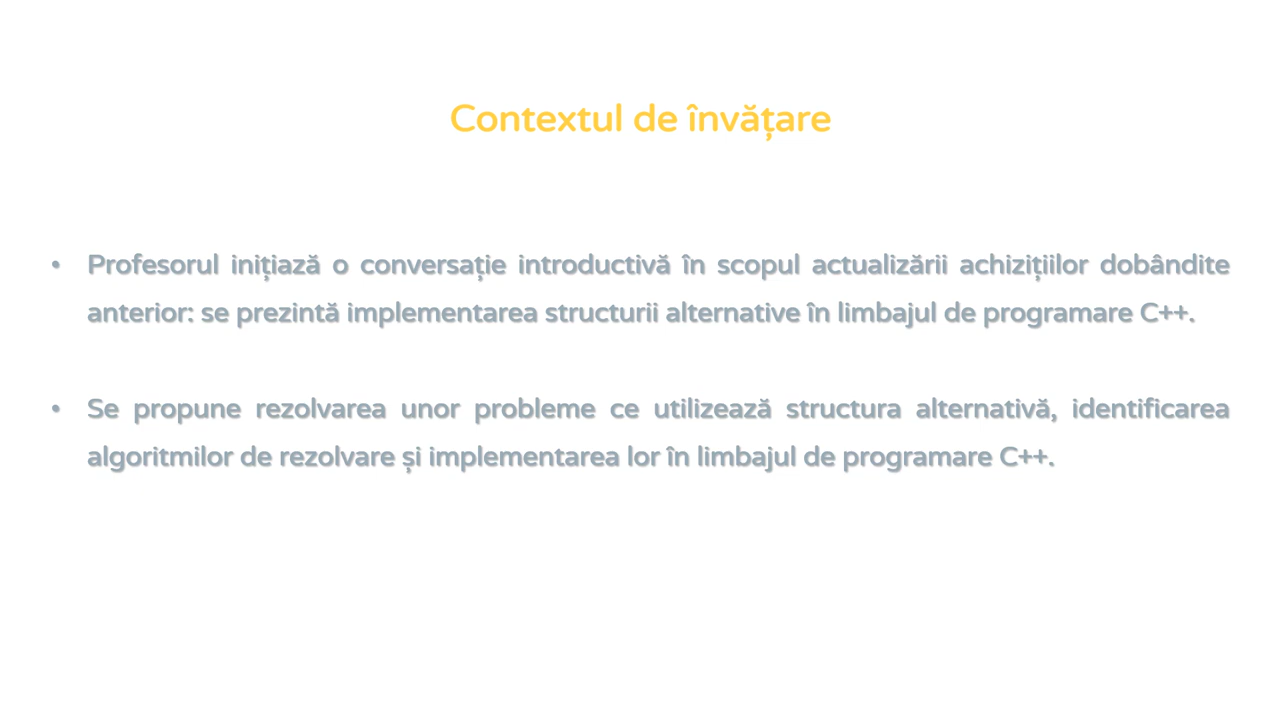 Contextul de învățare
• Profesorul inițiază o conversație introductivă în scopul actualizării achizițiilor dobândite
anterior: se prezintă implementarea structurii alternative în limbajul de programare C++.
• Se propune rezolvarea unor probleme ce utilizează structura alternativă, identificarea
algoritmilor de rezolvare și implementarea lor în limbajul de programare C++.